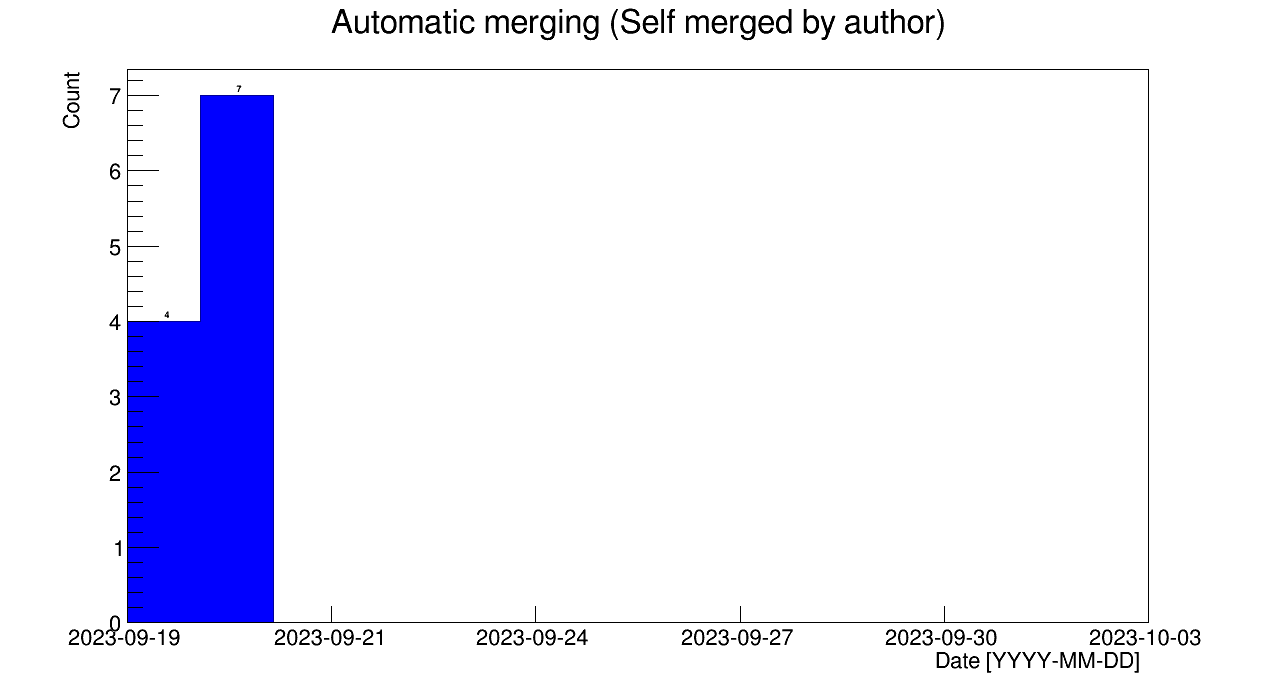 Automatic merging (Self merged by author)
Count
7
7
6
5
4
4
3
2
1
0
2023-09-19 2023-09-21 2023-09-24 2023-09-27 2023-09-30 2023-10-03
Date [YYYY-MM-DD]